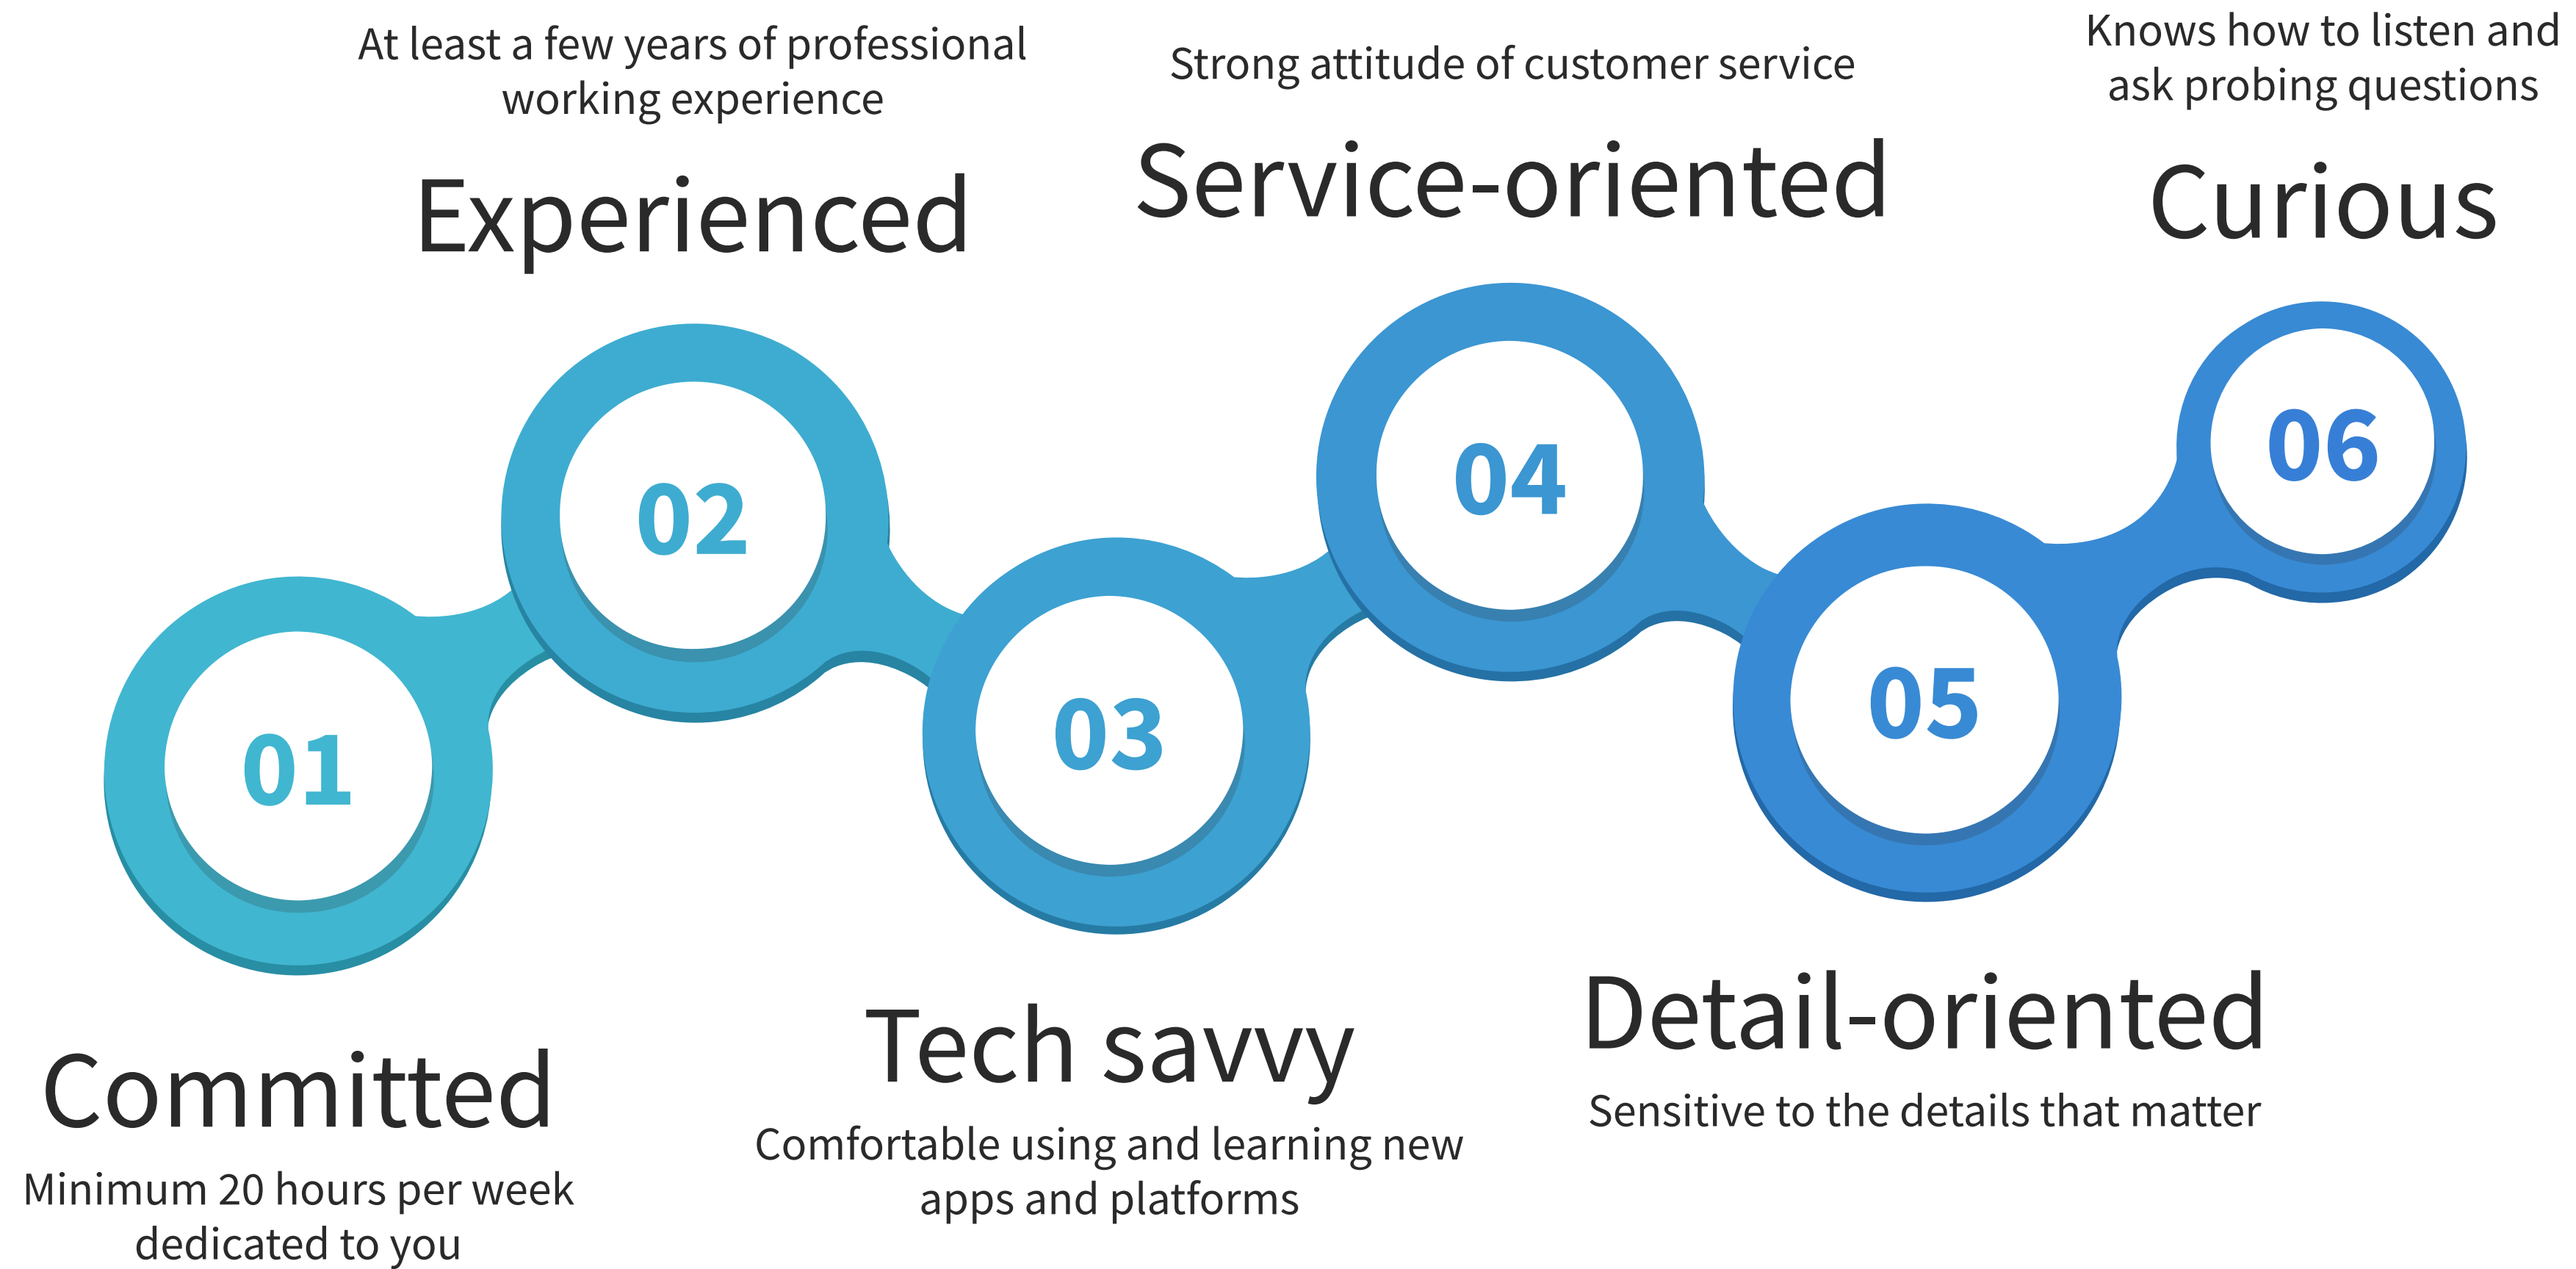 01
Committed
Minimum 20 hours per week
dedicated to you
At least a few years of professional
working experience
Experienced
02
03
Tech savvy
Comfortable using and learning new
apps and platforms
Strong attitude of customer service
Service-oriented
04
05
Detail-oriented
Sensitive to the details that matter
Knows how to listen and
ask probing questions
Curious
06